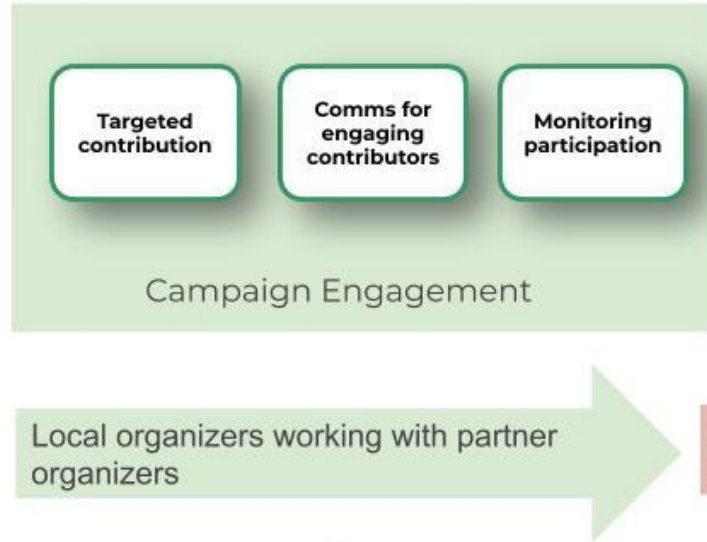 Targeted
contribution
Comms for
engaging
contributors
Monitoring
participation
Campaign Engagement
Local organizers working with partner
organizers